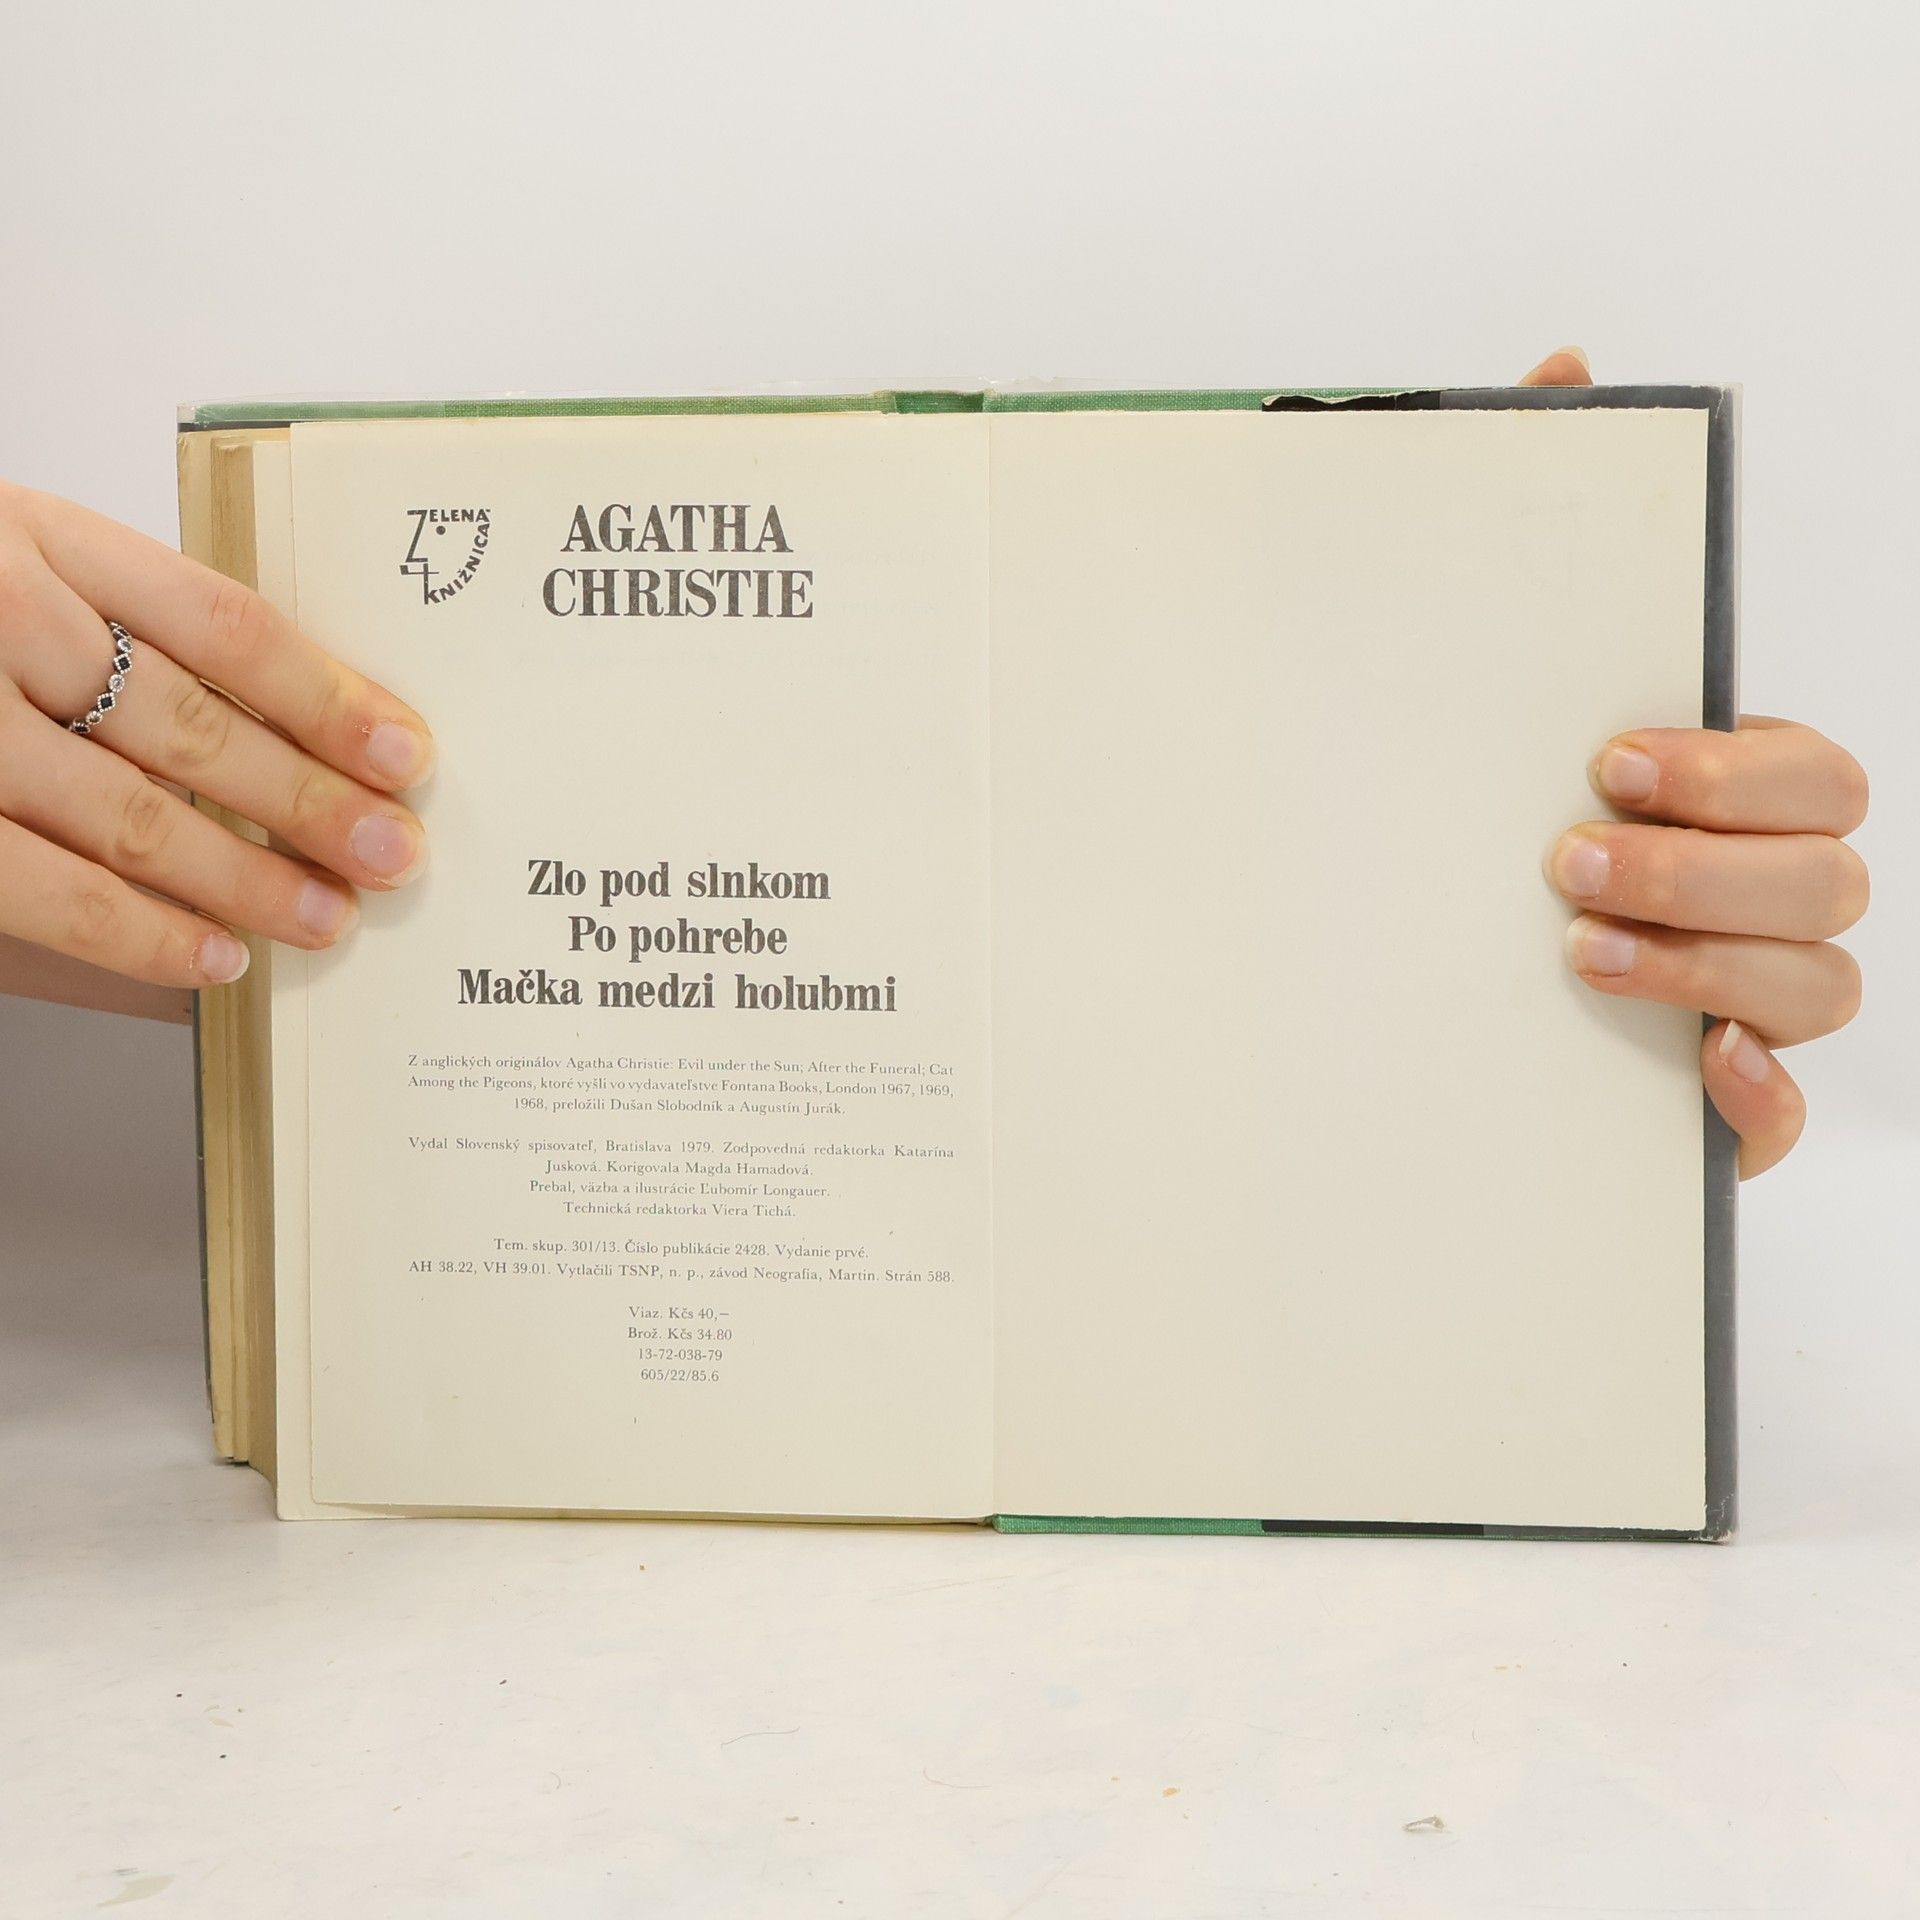 ZELENÁ
KNIŽNICA
AGATHA
CHRISTIE
Zlo pod slnkom
Po pohrebe
Mačka medzi holubmi
Z anglických originálov Agatha Christie: Evil under the Sun; After the Funeral; Cat
Among the Pigeons, ktoré vyšli vo vydavateľstve Fontana Books, London 1967, 1969,
1968, preložili Dušan Slobodník a Augustín Jurák.
Vydal Slovenský spisovateľ, Bratislava 1979. Zodpovedná redaktorka Katarína
Jusková. Korigovala Magda Hamadová.
Prebal, väzba a ilustrácie Ľubomír Longauer.
Technická redaktorka Viera Tichá.
Tem. skup. 301/13. Číslo publikácie 2428. Vydanie prvé.
AH 38.22, VH 39.01. Vytlačili TSNP, n. p., závod Neografia, Martin. Strán 588.
Viaz. Kčs 40,—
Brož. Kčs 34.80
13-72-038-79
605/22/85.6